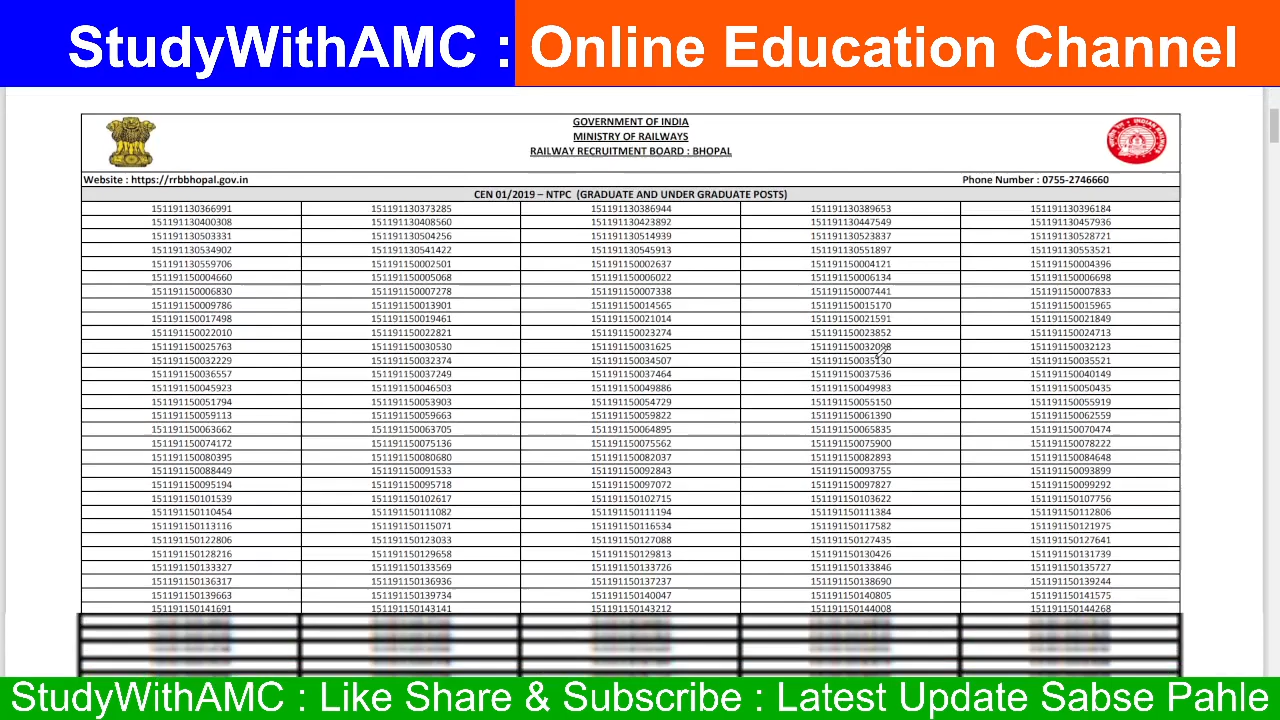 StudyWithAMC : Online Education Channel
GOVERNMENT OF INDIA
MINISTRY OF RAILWAYS
RAILWAY RECRUITMENT BOARD : BHOPAL
Website : https://rrbbhopal.gov.in Phone Number : 0755-2746660
CEN 01/2019 – NTPC (GRADUATE AND UNDER GRADUATE POSTS)
151191130366991 151191130373285 151191130386944 151191130389653 151191130396184
151191130400308 151191130408560 151191130423892 151191130447549 151191130457936
151191130503331 151191130504256 151191130514939 151191130523837 151191130528721
151191130534902 151191130541422 151191130545913 151191130551897 151191130553521
151191130559706 151191150002501 151191150002637 151191150004121 151191150004396
151191150004660 151191150005068 151191150006022 151191150006134 151191150006698
151191150006830 151191150007278 151191150007338 151191150007441 151191150007833
151191150009786 151191150013901 151191150014565 151191150015170 151191150015965
151191150017498 151191150019461 151191150021014 151191150021591 151191150021849
151191150022010 151191150022821 151191150023274 151191150023852 151191150024713
151191150025763 151191150030530 151191150031625 151191150032098 151191150032123
151191150032229 151191150032374 151191150034507 151191150035130 151191150035521
151191150036557 151191150037249 151191150037464 151191150037536 151191150040149
151191150045923 151191150046503 151191150049886 151191150049983 151191150050435
151191150051794 151191150053903 151191150054729 151191150055150 151191150055919
151191150059113 151191150059663 151191150059822 151191150061390 151191150062559
151191150063662 151191150063705 151191150064895 151191150065835 151191150070474
151191150074172 151191150075136 151191150075562 151191150075900 151191150078222
151191150080395 151191150080680 151191150082037 151191150082893 151191150084648
151191150088449 151191150091533 151191150092843 151191150093755 151191150093899
151191150095194 151191150095718 151191150097072 151191150097827 151191150099292
151191150101539 151191150102617 151191150102715 151191150103622 151191150107756
151191150110454 151191150111082 151191150111194 151191150111384 151191150112806
151191150113116 151191150115071 151191150116534 151191150117582 151191150121975
151191150122806 151191150123033 151191150127088 151191150127435 151191150127641
151191150128216 151191150129658 151191150129813 151191150130426 151191150131739
151191150133327 151191150133569 151191150133726 151191150133846 151191150135727
151191150136317 151191150136936 151191150137237 151191150138690 151191150139244
151191150139663 151191150139734 151191150140047 151191150140805 151191150141575
151191150141691 151191150143141 151191150143212 151191150144008 151191150144268
StudyWithAMC : Like Share & Subscribe : Latest Update Sabse Pahle